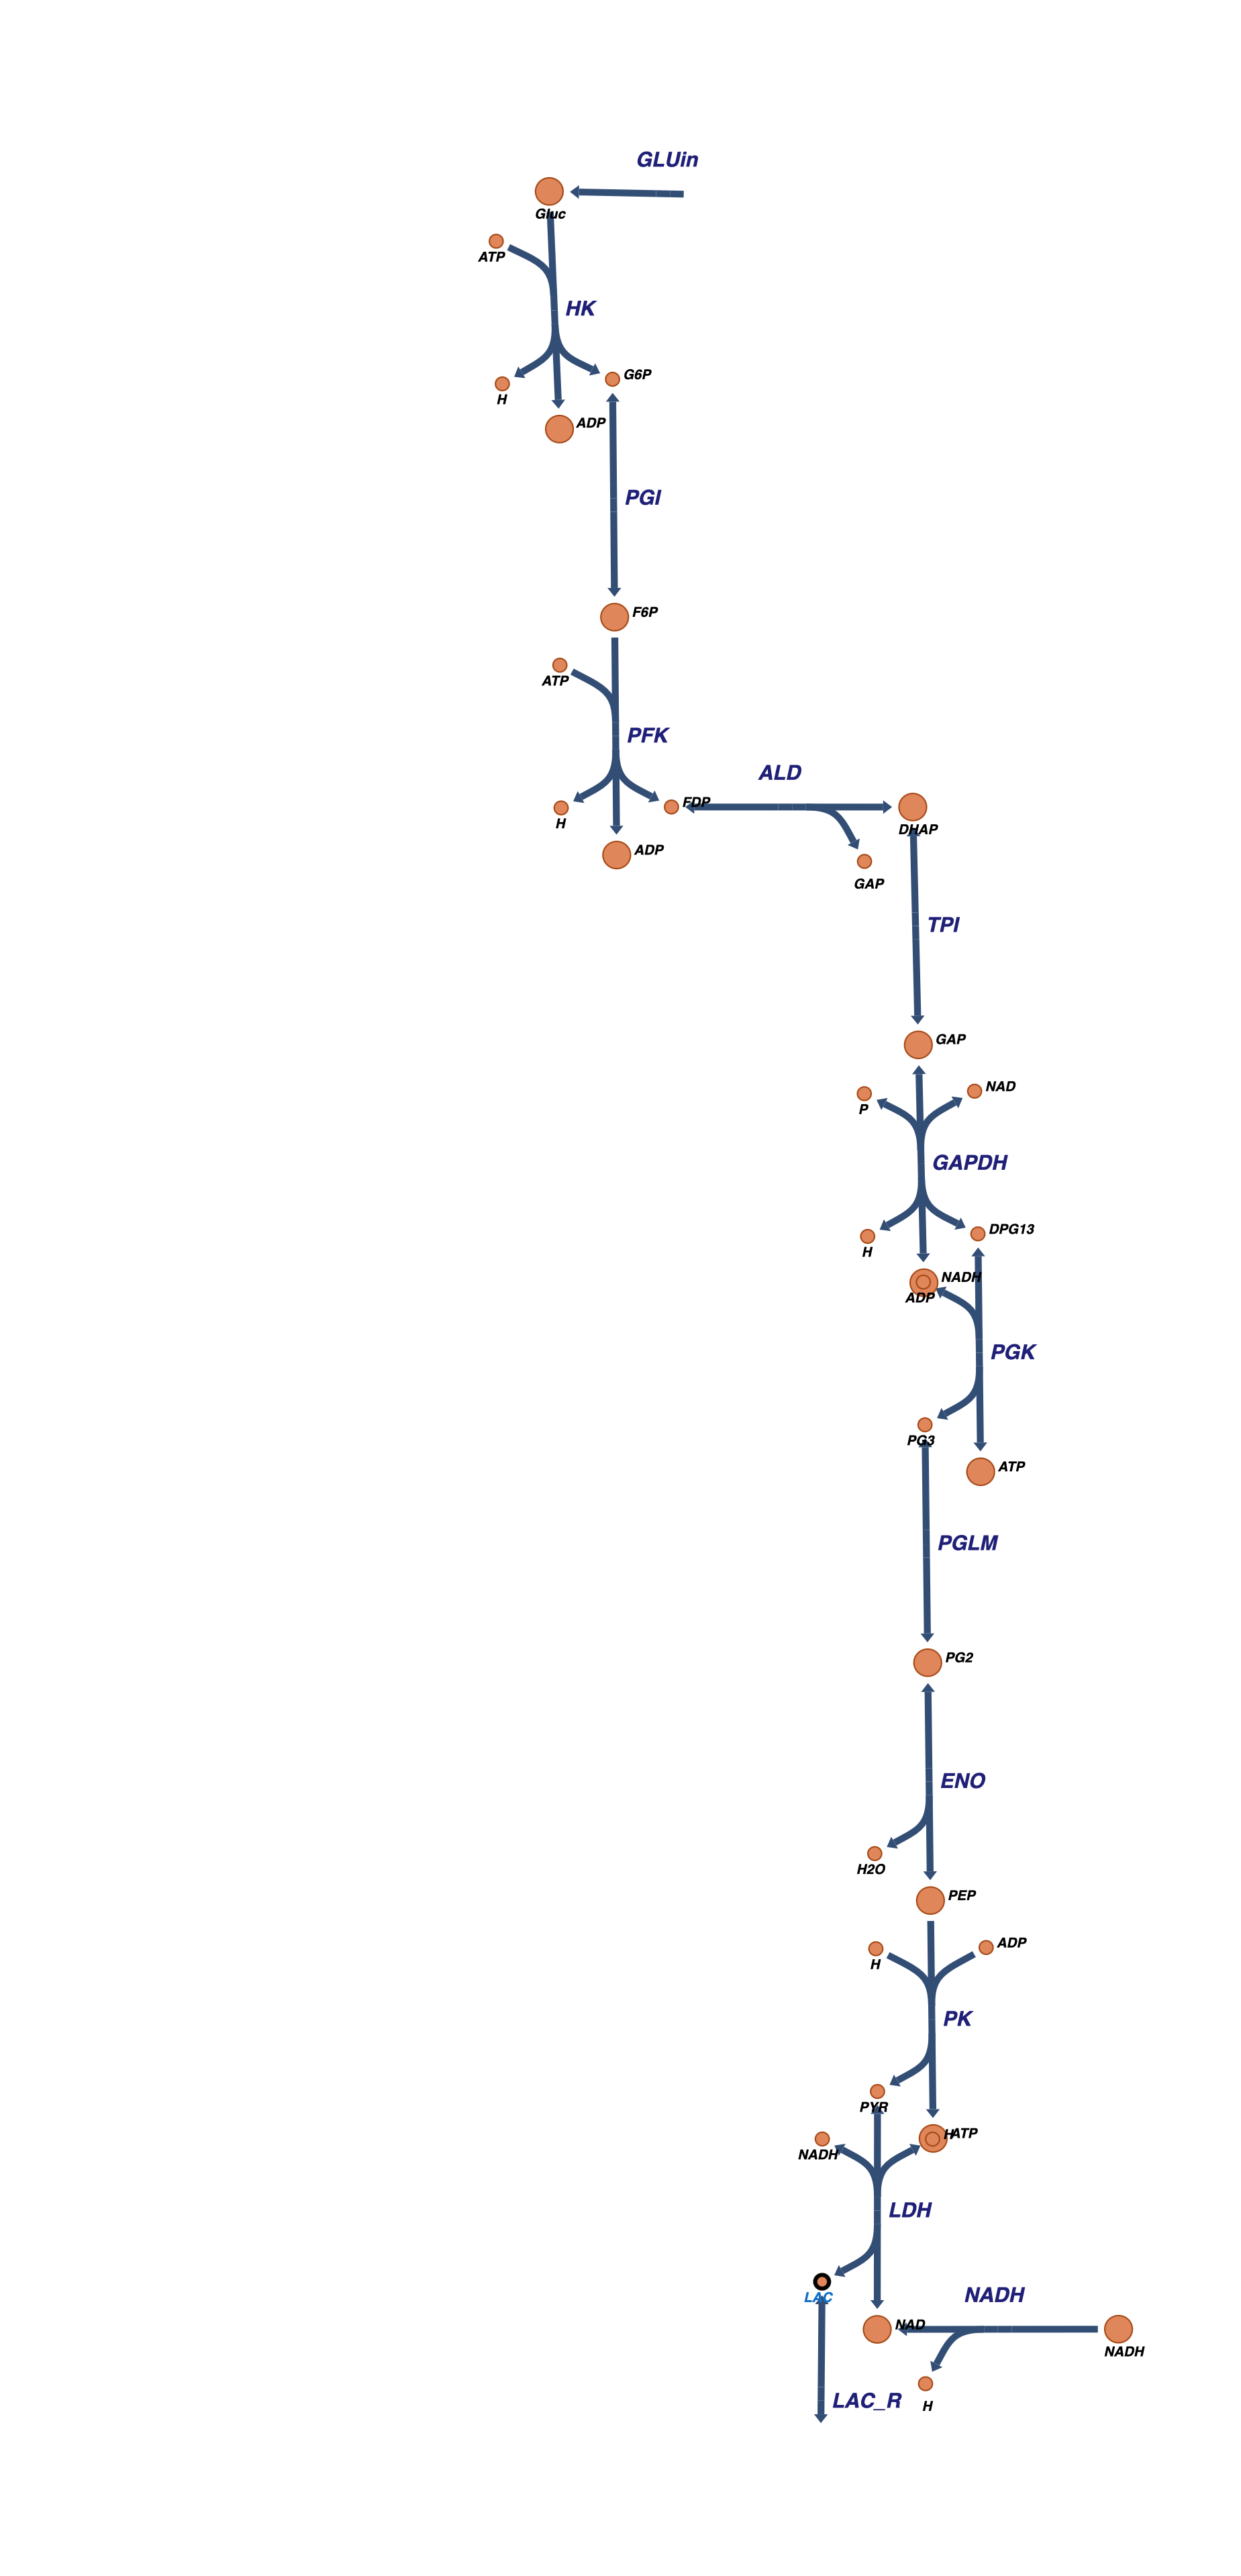 GLUin
Gluc
ATP
HK
G6P
H
ADP
PGI
F6P
ATP
PFK
ALD
FDP
H
DHAP
ADP
GAP
TPI
GAP
NAD
P
GAPDH
DPG13
H
NADH
ADP
PGK
PG3
ATP
PGLM
PG2
ENO
H2O
PEP
ADP
H
PK
PYR
H
ATP
NADH
LDH
LAC
NADH
NAD
NADH
LAC_R
H